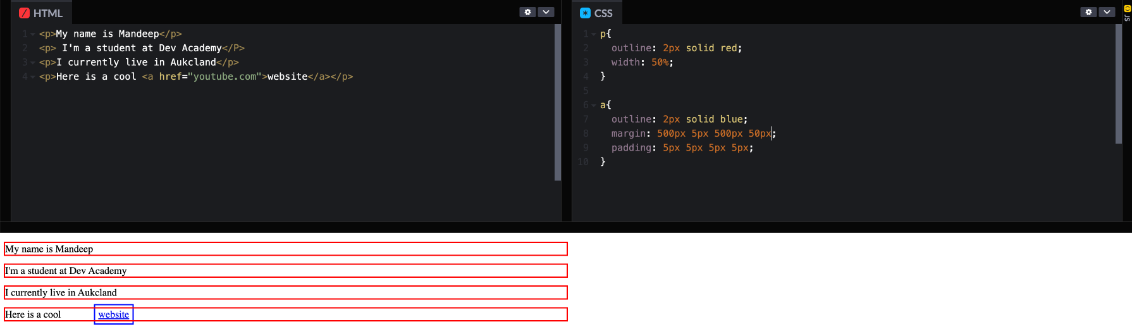 HTML
1 <p>My name is Mandeep</p>
2 <p> I'm a student at Dev Academy</P>
3 <p>I currently live in Aukcland</p>
4 <p>Here is a cool <a href="youtube.com">website</a></p>
CSS
1 p{
2 outline: 2px solid red;
3 width: 50%;
4 }
5
6 a{
7 outline: 2px solid blue;
8 margin: 500px 5px 500px 50px;
9 padding: 5px 5px 5px 5px;
10 }
JS
My name is Mandeep
I'm a student at Dev Academy
I currently live in Aukcland
Here is a cool website